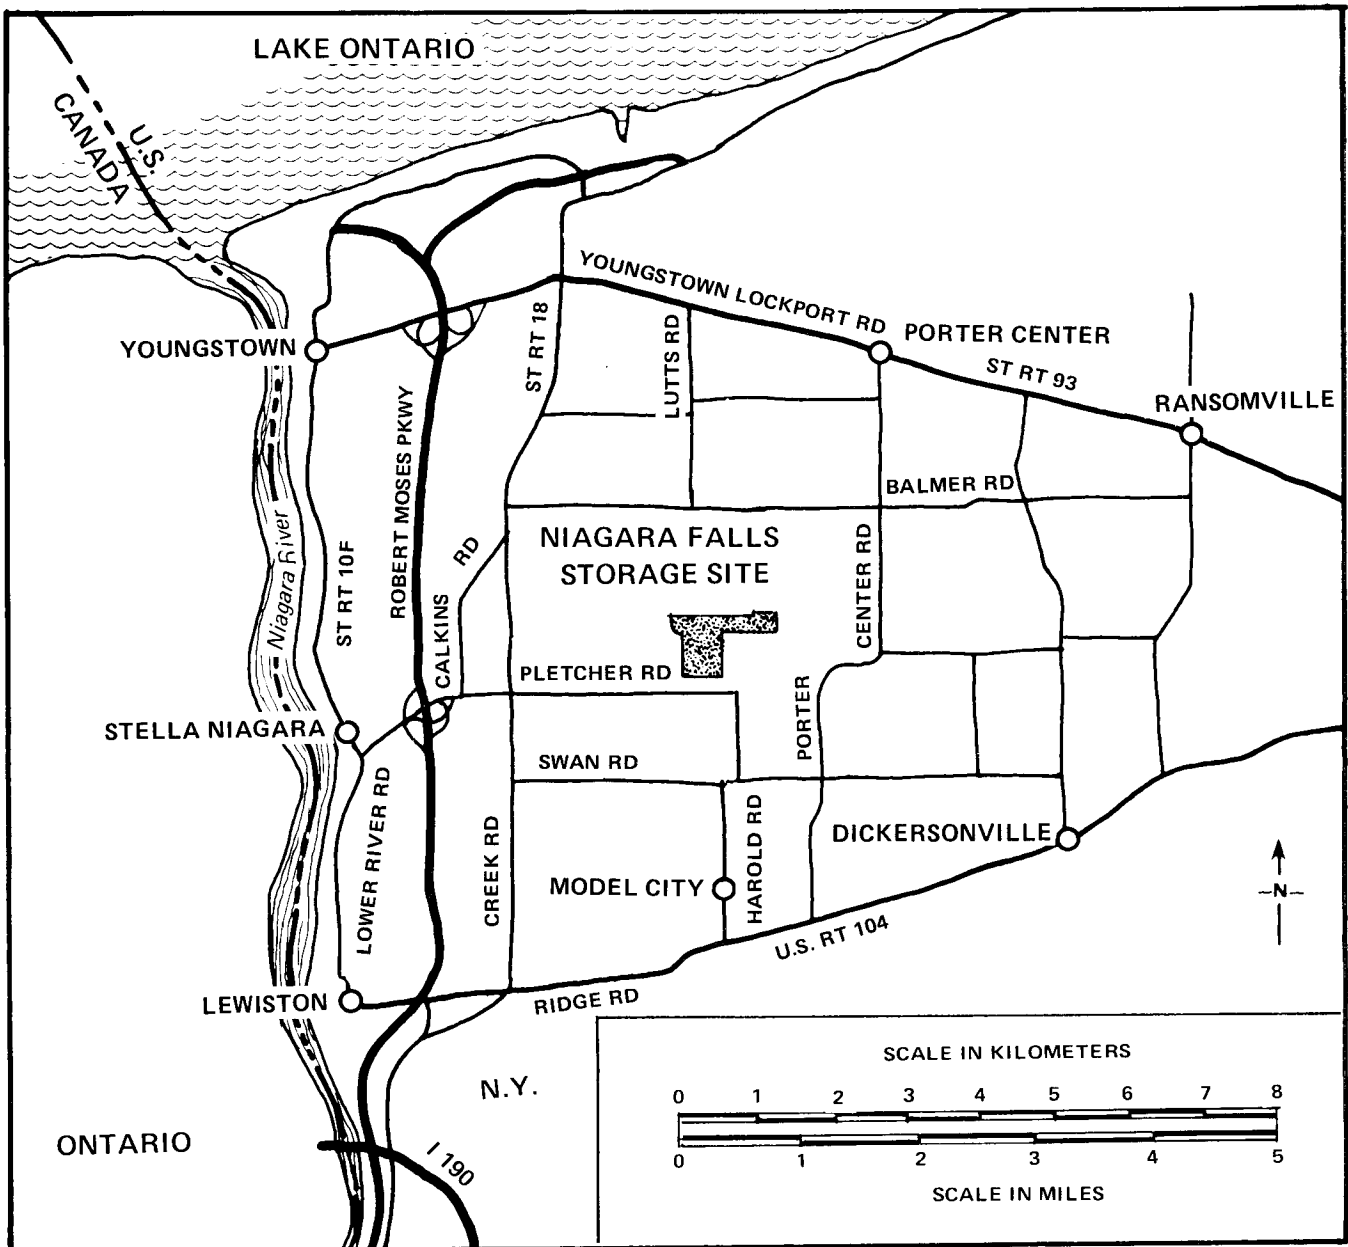 LAKE ONTARIO
U.S.
CANADA
YOUNGSTOWN LOCKPORT RD
ST RT 18
LUTTS RD
PORTER CENTER
YOUNGSTOWN
ST RT 93
RANSOMVILLE
ROBERT MOSES PKWY
BALMER RD
Niagara River
ST RT 10F
CALKINS RD
NIAGARA FALLS
STORAGE SITE
PORTER CENTER RD
PLETCHER RD
STELLA NIAGARA
SWAN RD
LOWER RIVER RD
CREEK RD
HAROLD RD
DICKERSONVILLE
MODEL CITY
N
U.S. RT 104
LEWISTON
RIDGE RD
N.Y.
ONTARIO
I 190
SCALE IN KILOMETERS
0 1 2 3 4 5 6 7 8
0 1 2 3 4 5
SCALE IN MILES